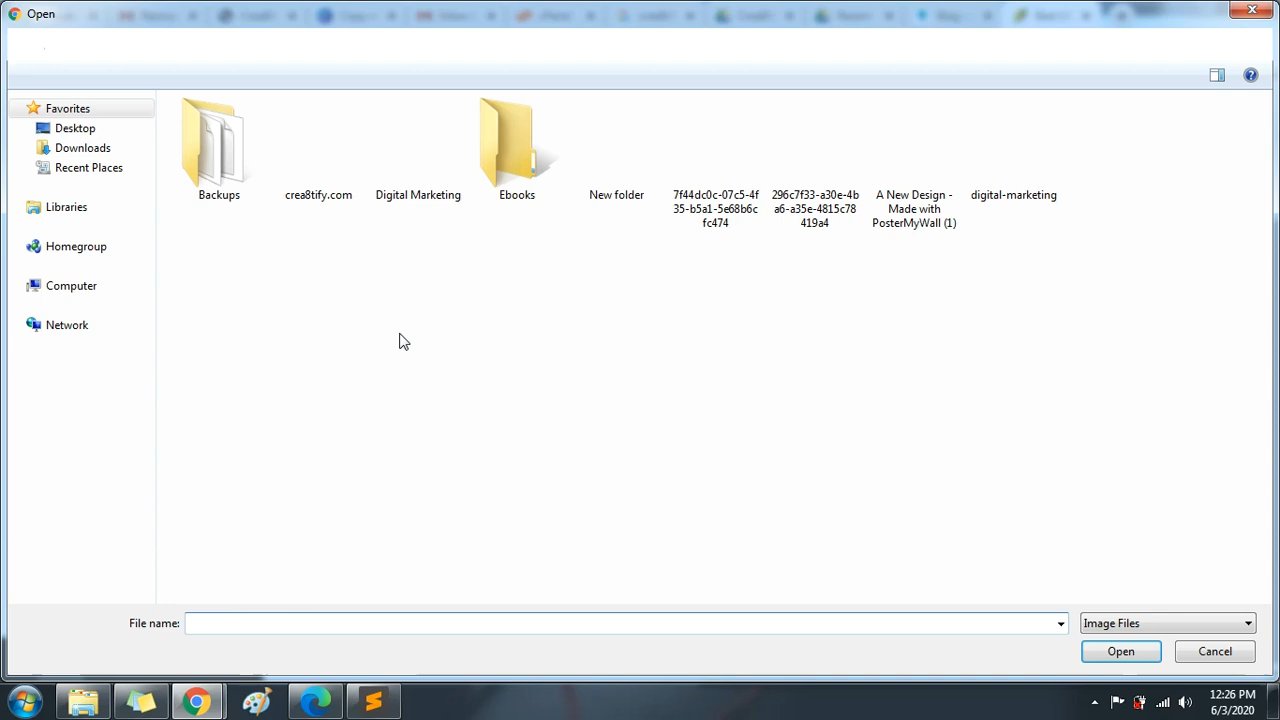 Open
Favorites
Desktop
Downloads
Recent Places
Libraries
Homegroup
Computer
Network
Backups
crea8tify.com
Digital Marketing
Ebooks
New folder
7f44dc0c-07c5-4f
35-b5a1-5e68b6c
fc474
296c7f33-a30e-4b
a6-a35e-4815c78
419a4
A New Design -
Made with
PosterMyWall (1)
digital-marketing
File name:
Image Files
Open
Cancel
12:26 PM
6/3/2020